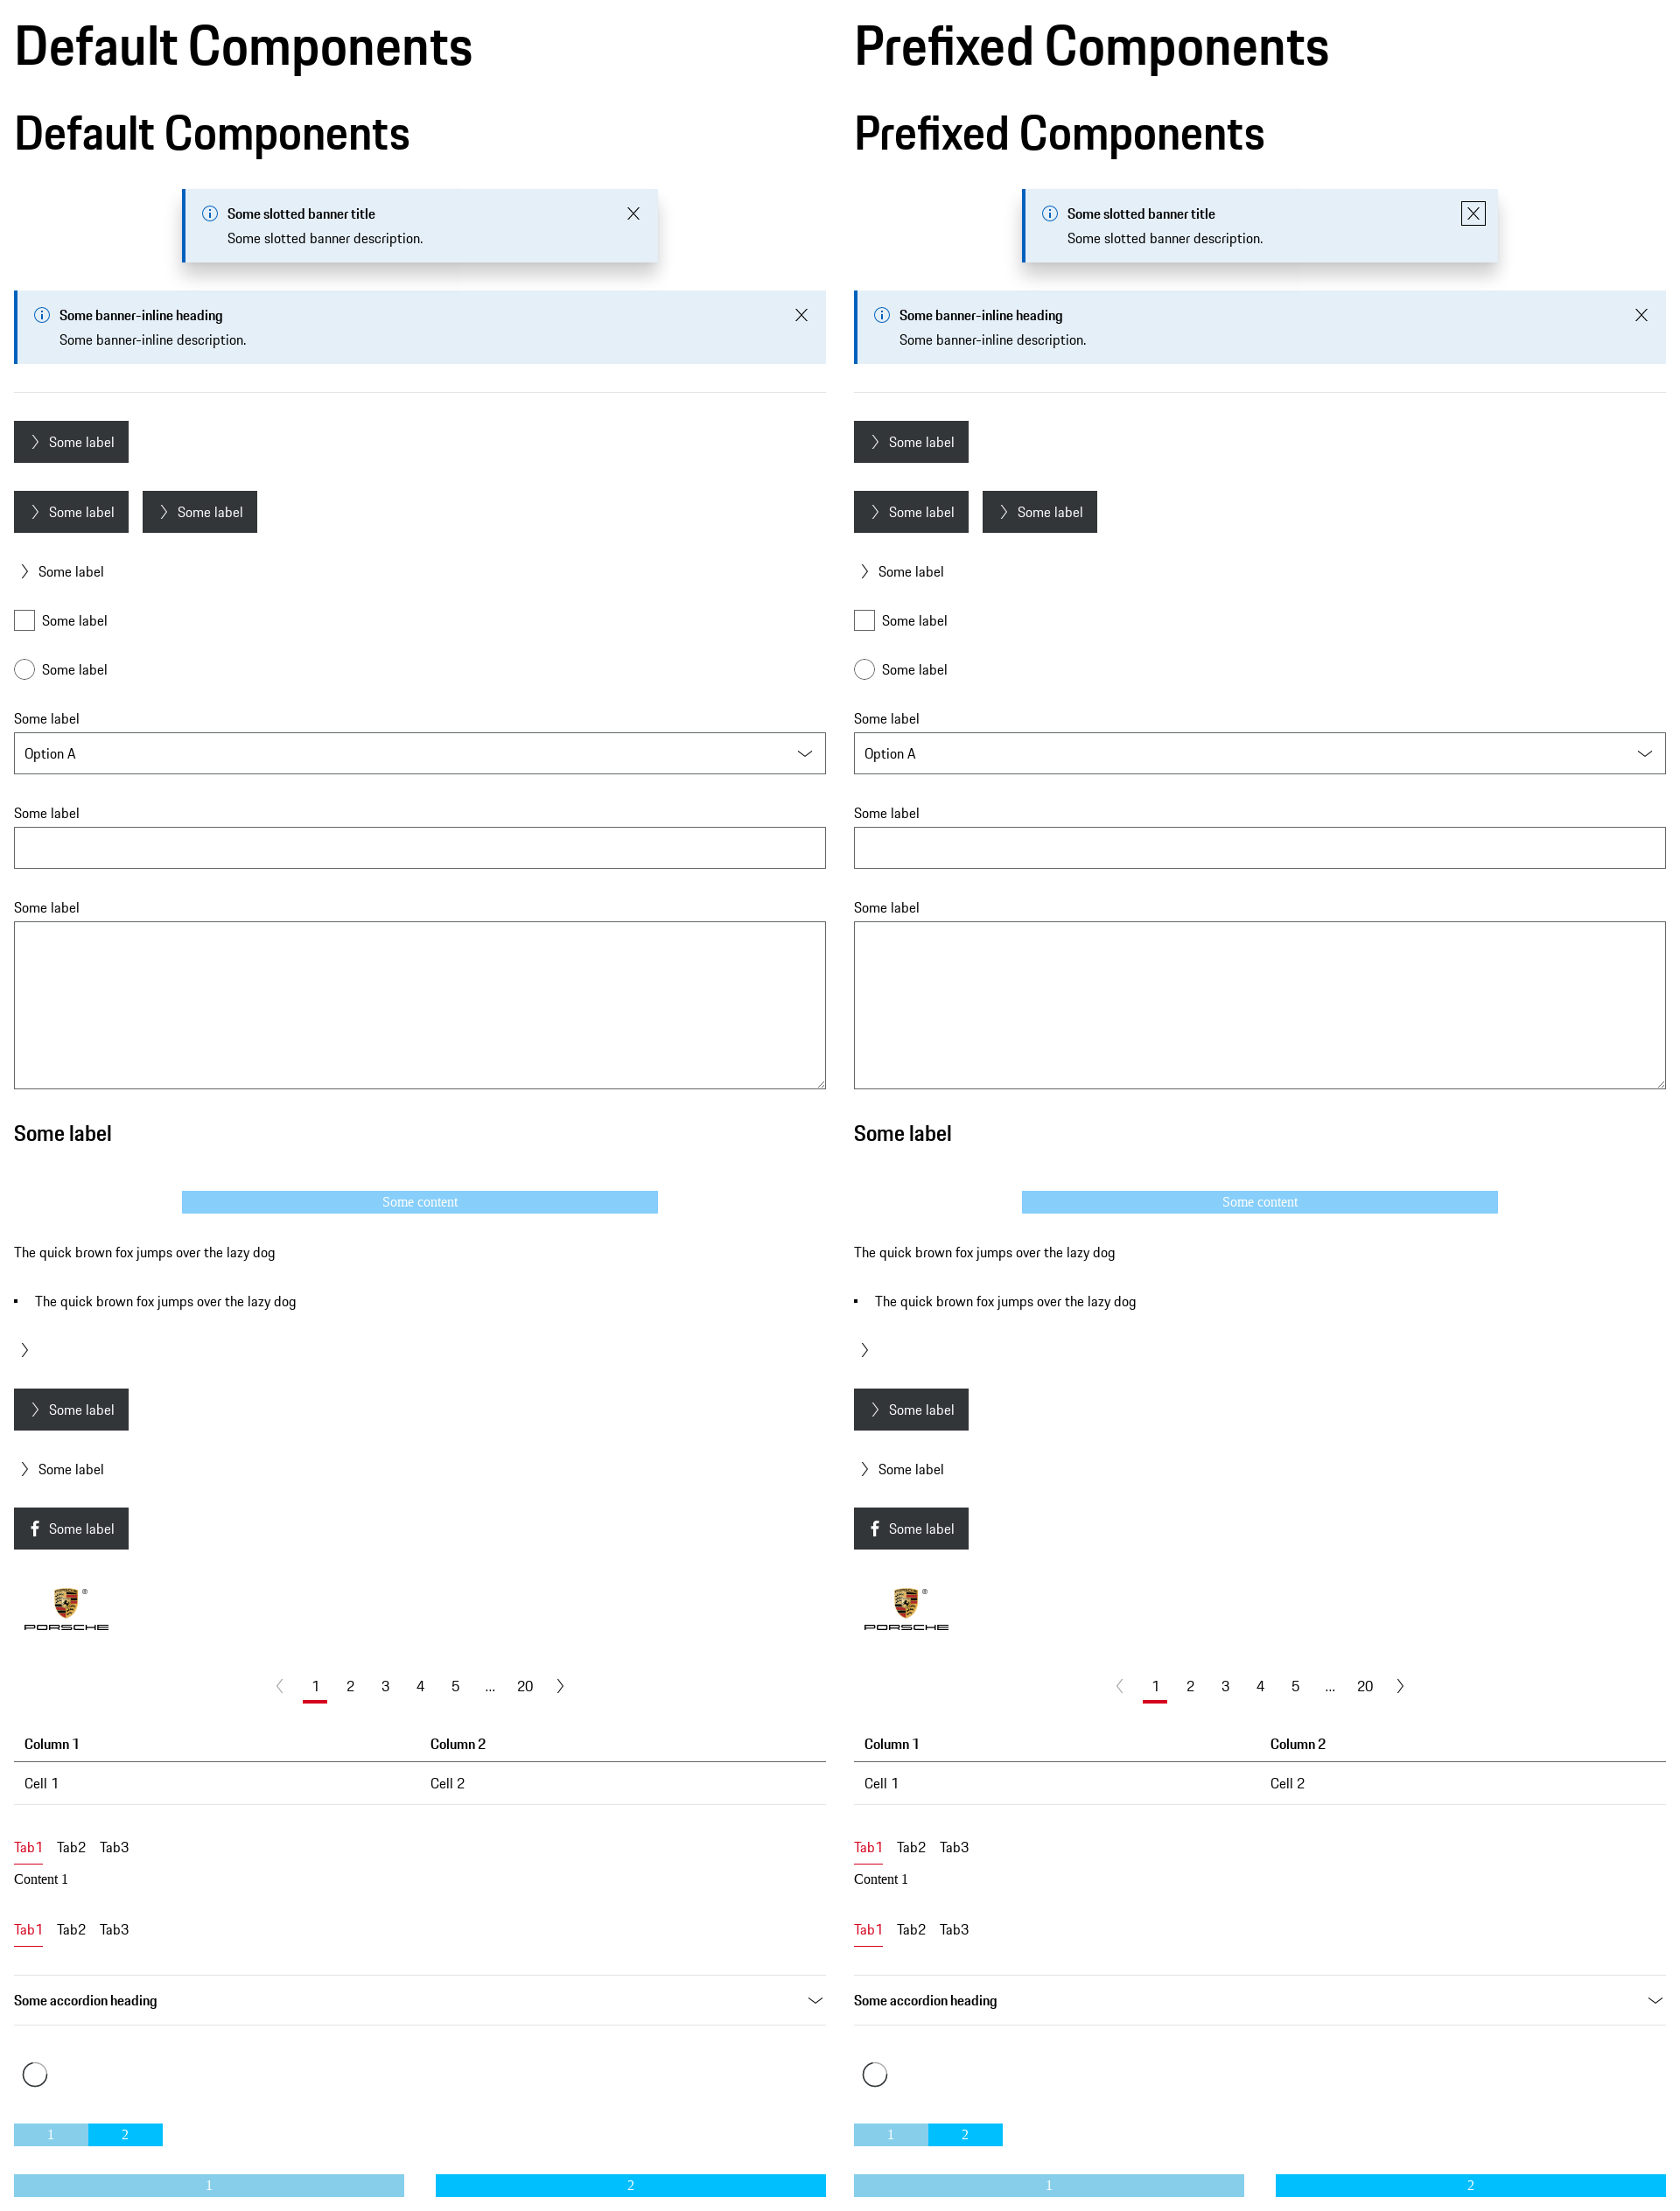 Default Components
Default Components
Some slotted banner title
Some slotted banner description.
Some banner-inline heading
Some banner-inline description.
Some label
Some label Some label
Some label
Some label
Some label
Some label
Option A
Some label
Some label
Some label
Some content
The quick brown fox jumps over the lazy dog
The quick brown fox jumps over the lazy dog
Some label
Some label
Some label
®
PORSCHE
1 2 3 4 5 ... 20
Column 1 Column 2
Cell 1 Cell 2
Tab1 Tab2 Tab3
Content 1
Tab1 Tab2 Tab3
Some accordion heading
1 2
1 2
Prefixed Components
Prefixed Components
Some slotted banner title
Some slotted banner description.
Some banner-inline heading
Some banner-inline description.
Some label
Some label Some label
Some label
Some label
Some label
Some label
Option A
Some label
Some label
Some label
Some content
The quick brown fox jumps over the lazy dog
The quick brown fox jumps over the lazy dog
Some label
Some label
Some label
®
PORSCHE
1 2 3 4 5 ... 20
Column 1 Column 2
Cell 1 Cell 2
Tab1 Tab2 Tab3
Content 1
Tab1 Tab2 Tab3
Some accordion heading
1 2
1 2